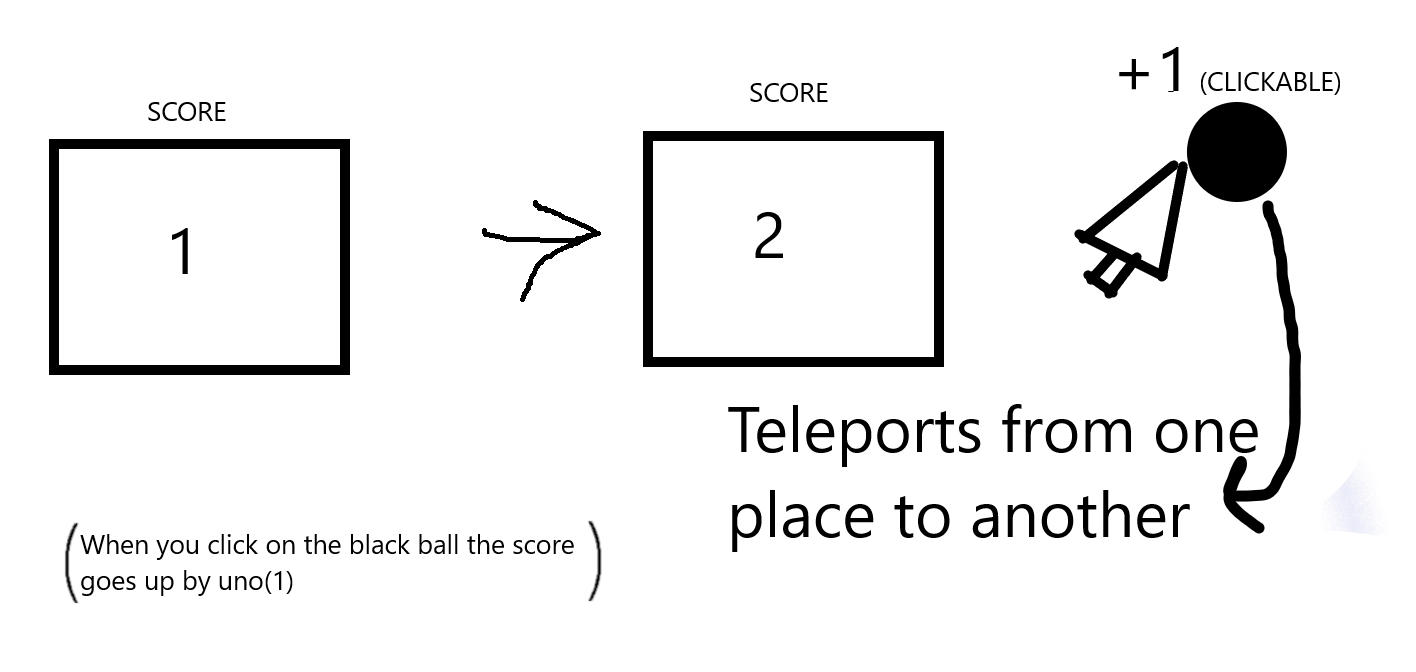 SCORE
1
SCORE
2
+1 (CLICKABLE)
Teleports from one
place to another
(When you click on the black ball the score
goes up by uno(1))